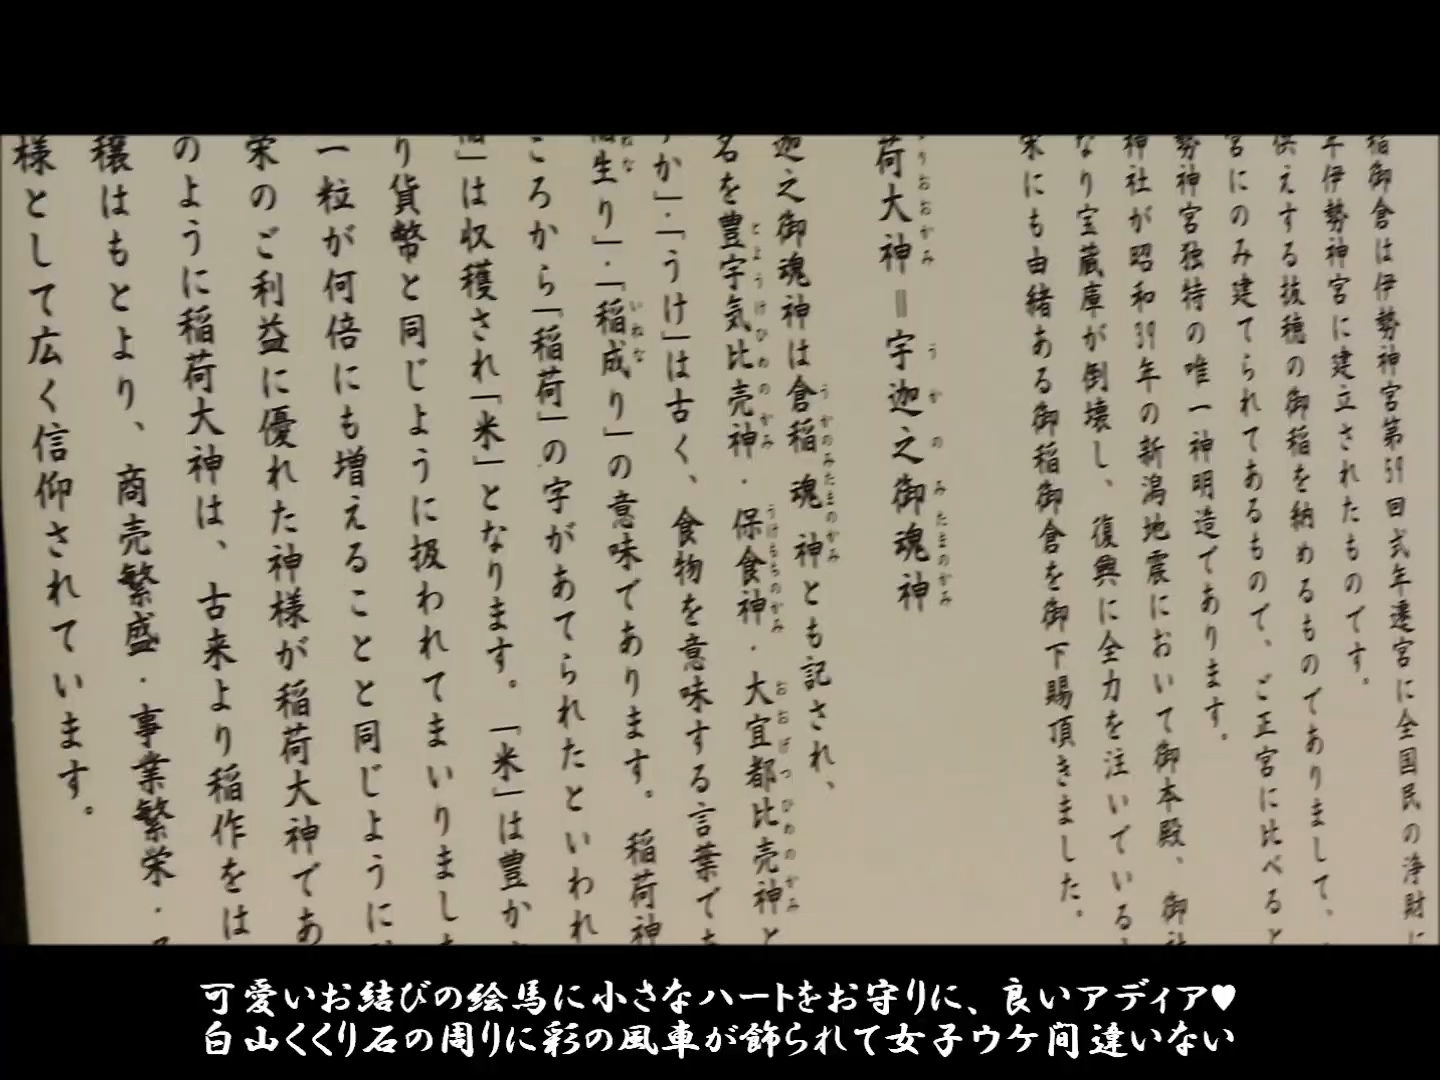 稲御倉は伊勢神宮第59回式年遷宮に全国民の浄財に
年伊勢神宮に建立されたものです。
供えする抜穂の御稲を納めるものでありまして、
宮にのみ建てられてあるもので、ご正宮に比べると
勢神宮独特の唯一神明造であります。
神社が昭和39年の新潟地震において御本殿、御社
なり宝蔵庫が倒壊し、復興に全力を注いでいる
栄にも由緒ある御稲御倉を御下賜頂きました。
荷大神＝宇迦之御魂神
迦之御魂神は倉稲魂神とも記され、
名を豊宇気比売神・保食神・大宜都比売神と
か」・「うけ」は古く、食物を意味する言葉で
生り」・「稲成り」の意味であります。稲荷神
ころから「稲荷」の字があてられたといわれ
」は収穫され「米」となります。「米」は豊か
り貨幣と同じように扱われてまいりまし
一粒が何倍にも増えることと同じように
栄のご利益に優れた神様が稲荷大神であ
のように稲荷大神は、古来より稲作をは
穣はもとより、商売繁盛・事業繁栄・
様として広く信仰されています。
可愛いお結びの絵馬に小さなハートをお守りに、良いアディア♥
白山くくり石の周りに彩の風車が飾られて女子ウケ間違いない